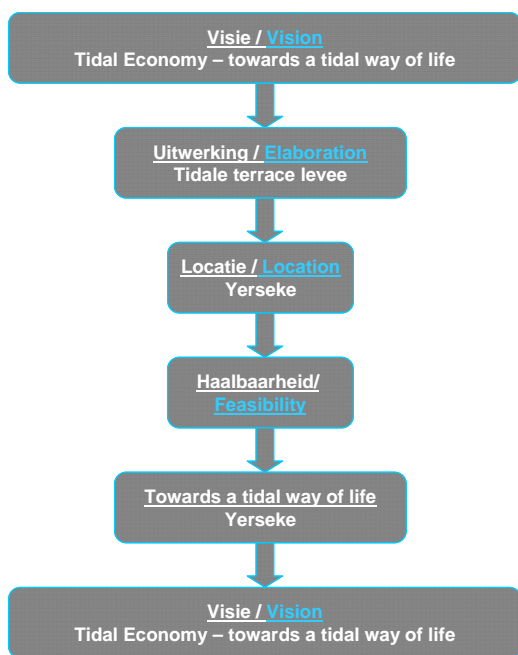 Visie / Vision
Tidal Economy – towards a tidal way of life
Uitwerking / Elaboration
Tidale terrace levee
Locatie / Location
Yerseke
Haalbaarheid/
Feasibility
Towards a tidal way of life
Yerseke
Visie / Vision
Tidal Economy – towards a tidal way of life